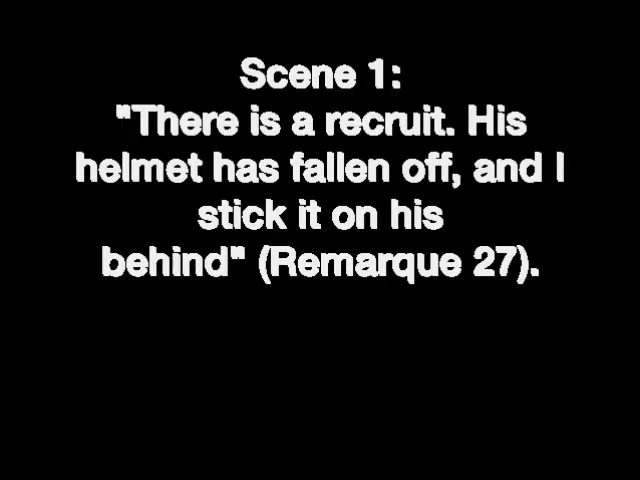 Scene 1:
"There is a recruit. His
helmet has fallen off, and I
stick it on his
behind" (Remarque 27).